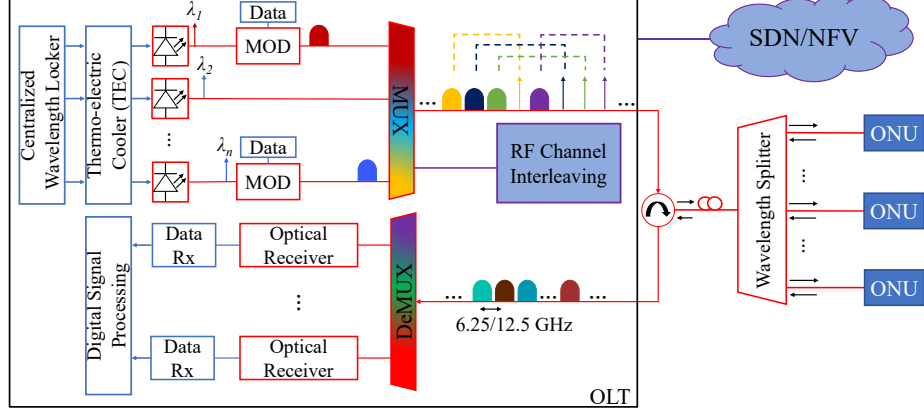 Centralized
Wavelength Locker
Thermo-electric
Cooler (TEC)
λ1
Data
MOD
λ2
...
λn
Data
MOD
MUX
...
...
RF Channel
Interleaving
SDN/NFV
Wavelength Splitter
ONU
...
ONU
...
ONU
Digital Signal
Processing
Data
Rx
Optical
Receiver
...
Data
Rx
Optical
Receiver
DeMUX
...
...
...
6.25/12.5 GHz
OLT